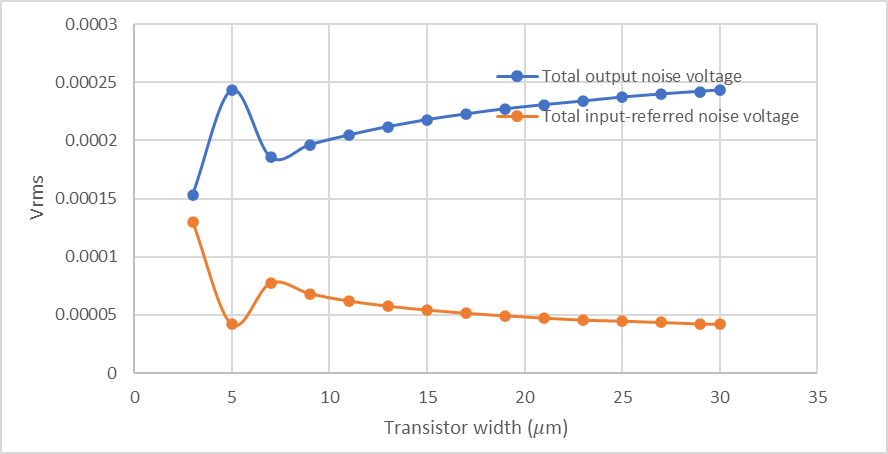 0.0003
0.00025
0.0002
0.00015
0.0001
0.00005
0
Vrms
Total output noise voltage
Total input-referred noise voltage
0 5 10 15 20 25 30 35
Transistor width (μm)